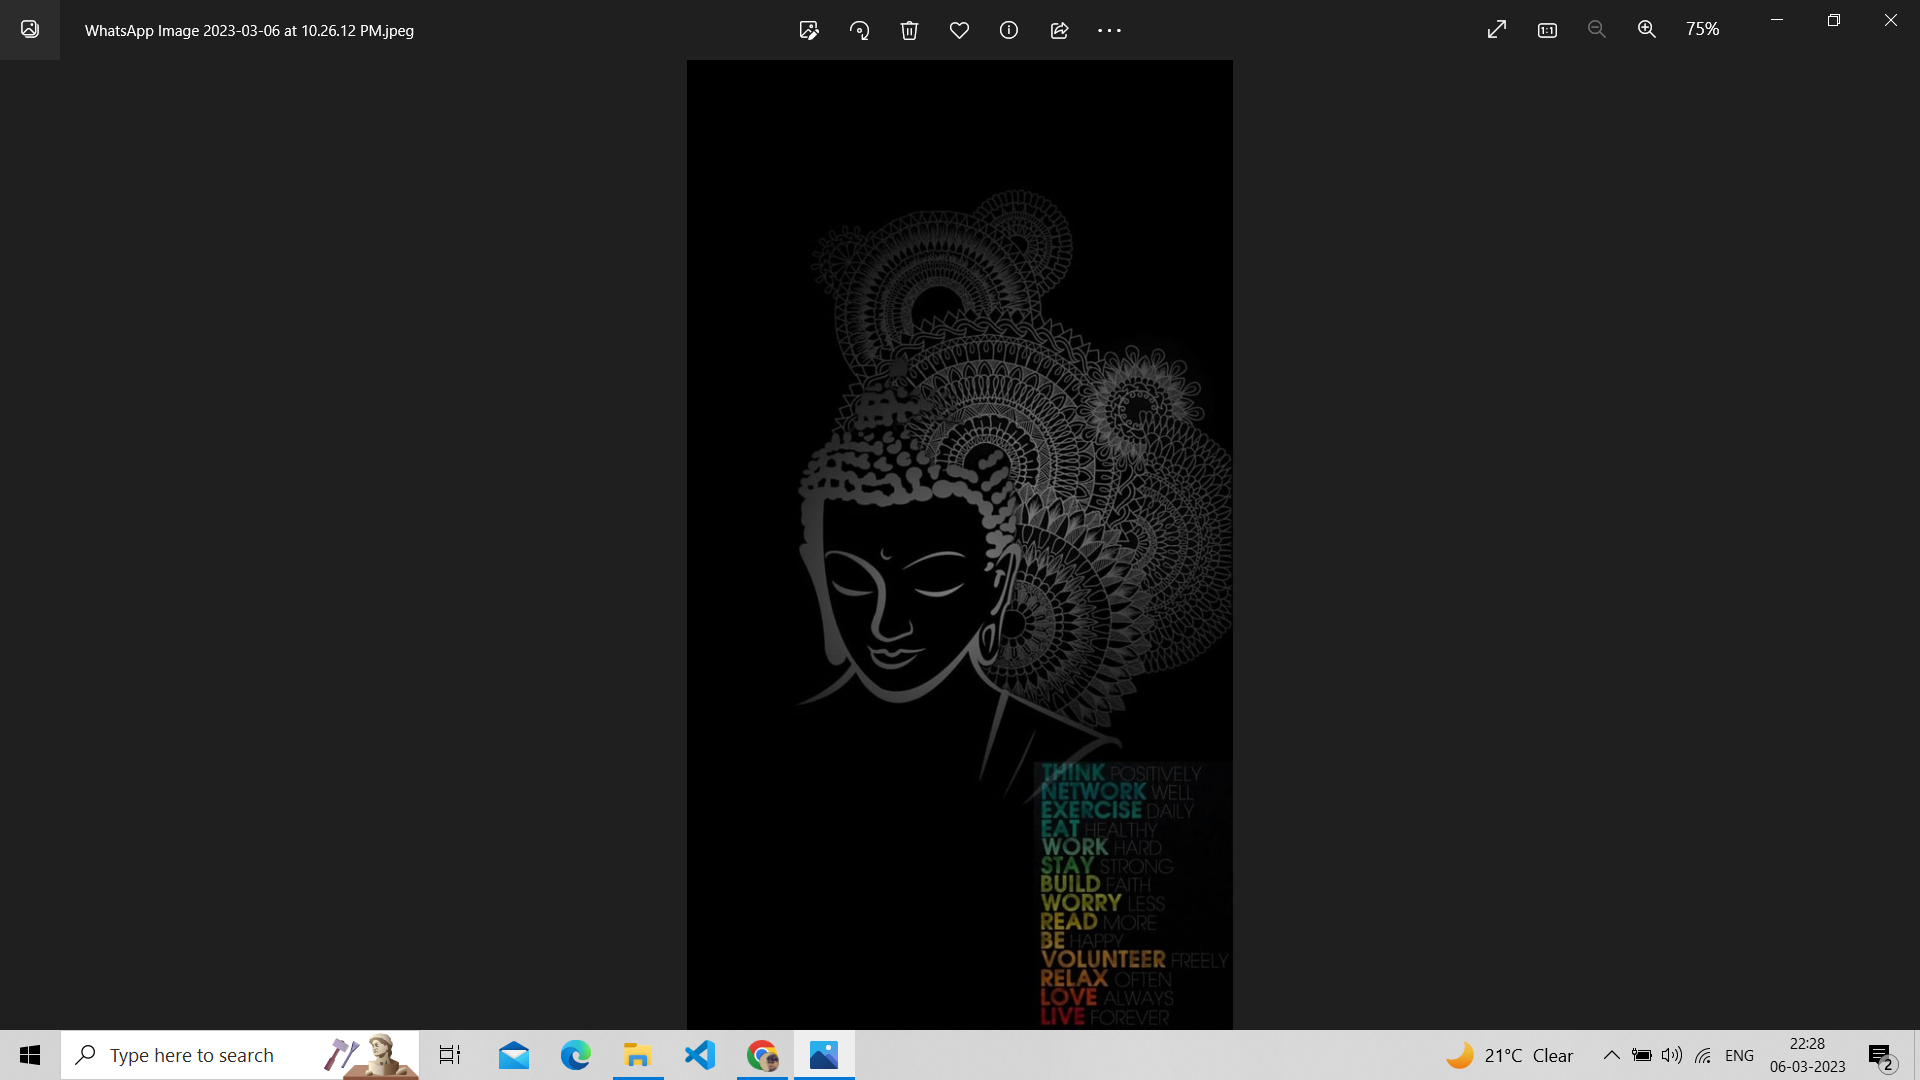 WhatsApp Image 2023-03-06 at 10.26.12 PM.jpeg
1:1
75%
THINK POSITIVELY
NETWORK WELL
EXERCISE DAILY
EAT HEALTHY
WORK HARD
STAY STRONG
BUILD FAITH
WORRY LESS
READ MORE
BE HAPPY
VOLUNTEER FREELY
RELAX OFTEN
LOVE ALWAYS
LIVE FOREVER
Type here to search
21°C Clear
ENG
22:28
06-03-2023
2